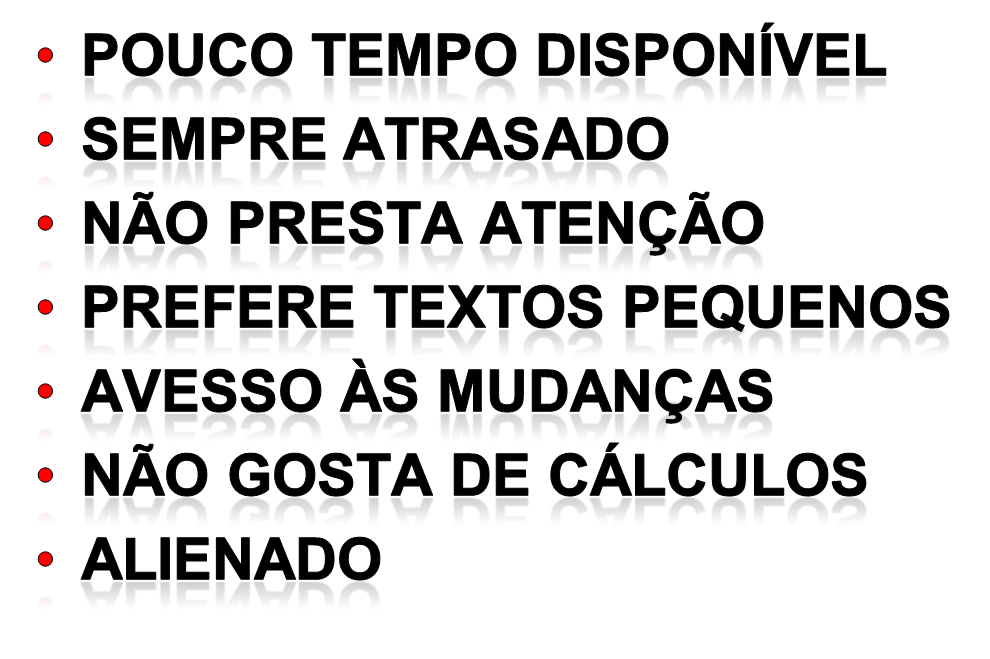 • POUCO TEMPO DISPONÍVEL
• SEMPRE ATRASADO
• NÃO PRESTA ATENÇÃO
• PREFERE TEXTOS PEQUENOS
• AVESSO ÀS MUDANÇAS
• NÃO GOSTA DE CÁLCULOS
• ALIENADO